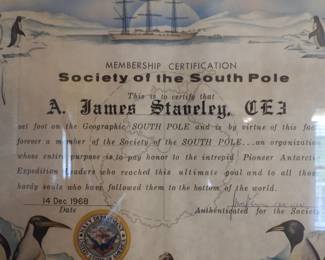 MEMBERSHIP CERTIFICATION
Society of the South Pole
This is to certify that
A. James Staveley, CE3
set foot on the Geographic SOUTH POLE and is by virtue of this fact
forever a member of the Society of the SOUTH POLE...an organization
whose entire purpose is to pay honor to the intrepid Pioneer Antarctic
Expedition Leaders who reached this ultimate goal and to all those
hardy souls who have followed them to the bottom of the world.
14 Dec 1968
Date
Authenticated for the Society